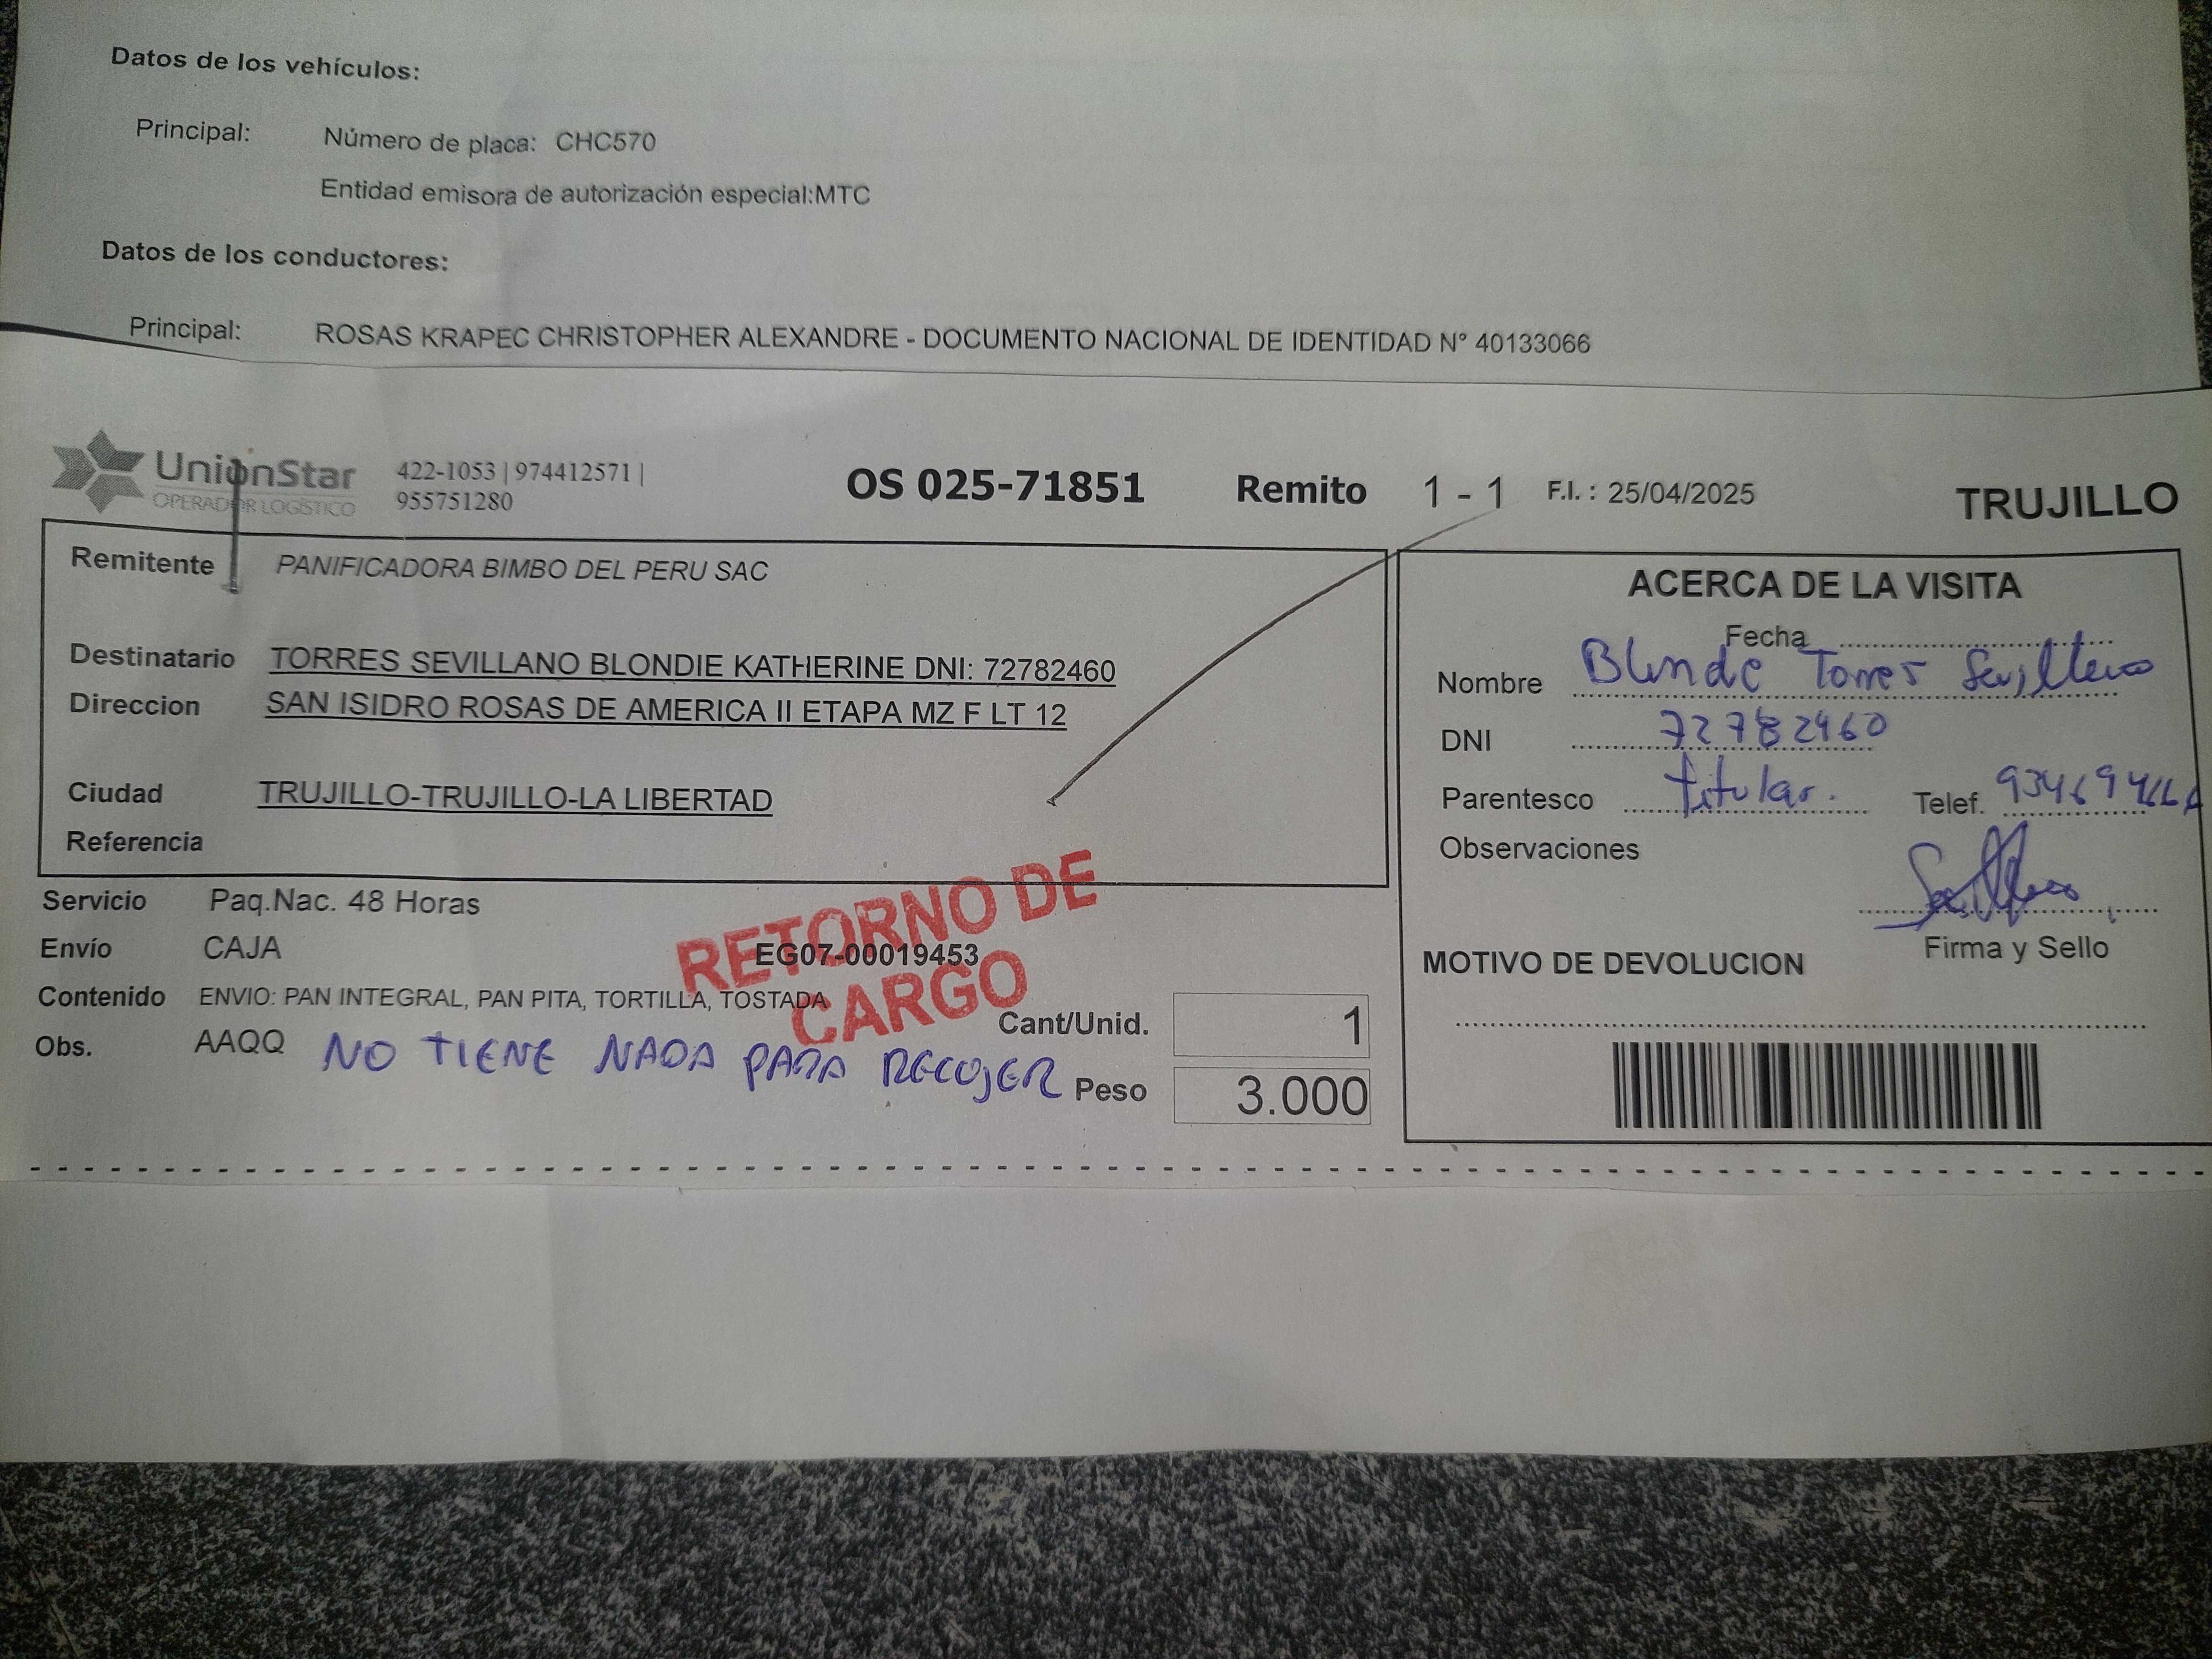 Datos de los vehículos:
Principal: Número de placa: CHC570
Entidad emisora de autorización especial:MTC
Datos de los conductores:
Principal: ROSAS KRAPEC CHRISTOPHER ALEXANDRE - DOCUMENTO NACIONAL DE IDENTIDAD N° 40133066
UnionStar
OPERADOR LOGÍSTICO
422-1053 | 974412571 |
955751280
OS 025-71851 Remito 1 - 1 F.I. : 25/04/2025 TRUJILLO
Remitente PANIFICADORA BIMBO DEL PERU SAC
Destinatario TORRES SEVILLANO BLONDIE KATHERINE DNI: 72782460
Direccion SAN ISIDRO ROSAS DE AMERICA II ETAPA MZ F LT 12
Ciudad TRUJILLO-TRUJILLO-LA LIBERTAD
Referencia
Servicio Paq.Nac. 48 Horas
Envío CAJA
EG07-00019453
Contenido ENVIO: PAN INTEGRAL, PAN PITA, TORTILLA, TOSTADA
Obs. AAQQ NO TIENE NADA PARA RECOJER
RETORNO DE
CARGO
Cant/Unid. 1
Peso 3.000
ACERCA DE LA VISITA
Fecha
Nombre Blonde Torres Sevillano
DNI 72782460
Parentesco titular.
Telef.
Observaciones
Firma y Sello
MOTIVO DE DEVOLUCION